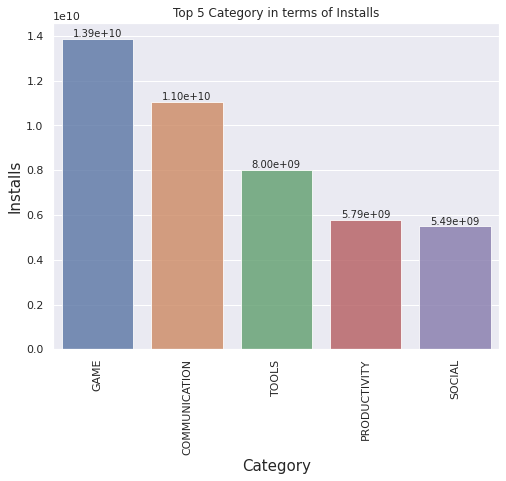 Top 5 Category in terms of Installs
1e10
1.4
1.2
1.0
0.8
0.6
0.4
0.2
0.0
Installs
1.39e+10
1.10e+10
8.00e+09
5.79e+09
5.49e+09
GAME
COMMUNICATION
TOOLS
PRODUCTIVITY
SOCIAL
Category